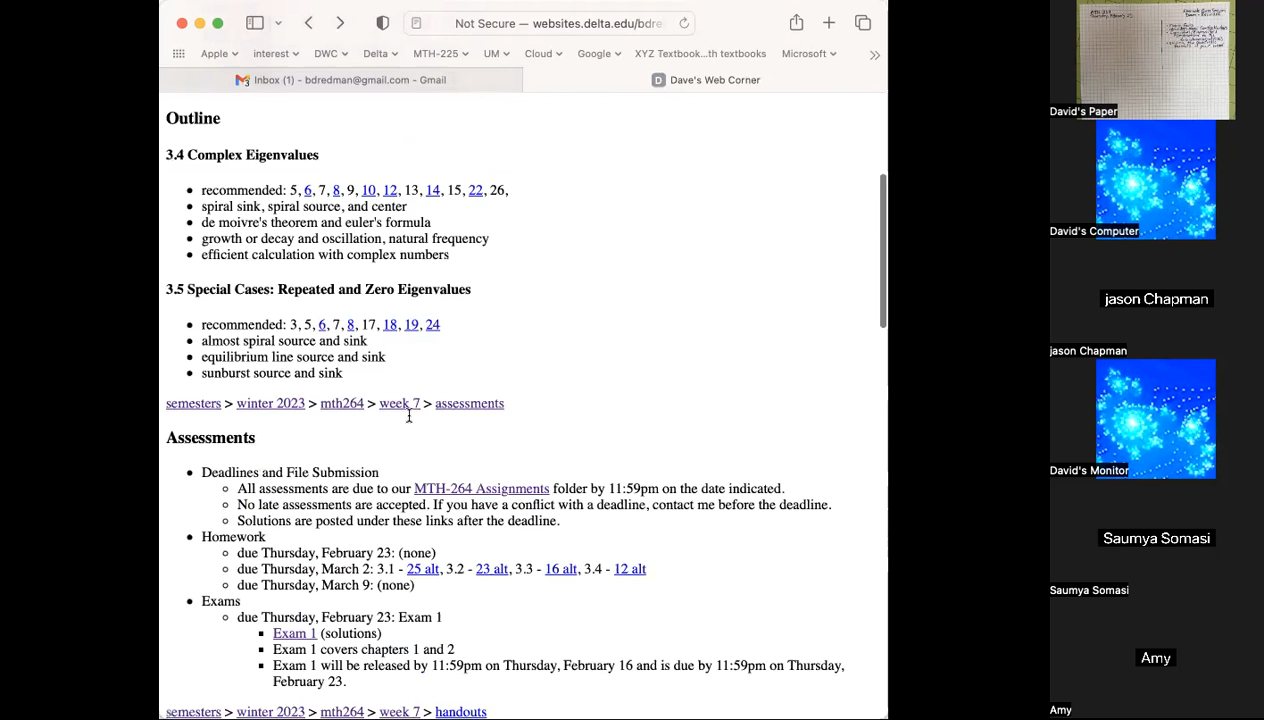 Not Secure — websites.delta.edu/bdre
Apple
interest
DWC
Delta
MTH-225
UM
Cloud
Google
XYZ Textbook...th textbooks
Microsoft
Inbox (1) - bdredman@gmail.com - Gmail
Dave's Web Corner
Outline
3.4 Complex Eigenvalues
recommended: 5, 6, 7, 8, 9, 10, 12, 13, 14, 15, 22, 26,
spiral sink, spiral source, and center
de moivre's theorem and euler's formula
growth or decay and oscillation, natural frequency
efficient calculation with complex numbers
3.5 Special Cases: Repeated and Zero Eigenvalues
recommended: 3, 5, 6, 7, 8, 17, 18, 19, 24
almost spiral source and sink
equilibrium line source and sink
sunburst source and sink
semesters > winter 2023 > mth264 > week 7 > assessments
Assessments
Deadlines and File Submission
All assessments are due to our MTH-264 Assignments folder by 11:59pm on the date indicated.
No late assessments are accepted. If you have a conflict with a deadline, contact me before the deadline.
Solutions are posted under these links after the deadline.
Homework
due Thursday, February 23: (none)
due Thursday, March 2: 3.1 - 25 alt, 3.2 - 23 alt, 3.3 - 16 alt, 3.4 - 12 alt
due Thursday, March 9: (none)
Exams
due Thursday, February 23: Exam 1
Exam 1 (solutions)
Exam 1 covers chapters 1 and 2
Exam 1 will be released by 11:59pm on Thursday, February 16 and is due by 11:59pm on Thursday,
February 23.
semesters > winter 2023 > mth264 > week 7 > handouts
David's Paper
David's Computer
jason Chapman
jason Chapman
David's Monitor
Saumya Somasi
Saumya Somasi
Amy
Amy